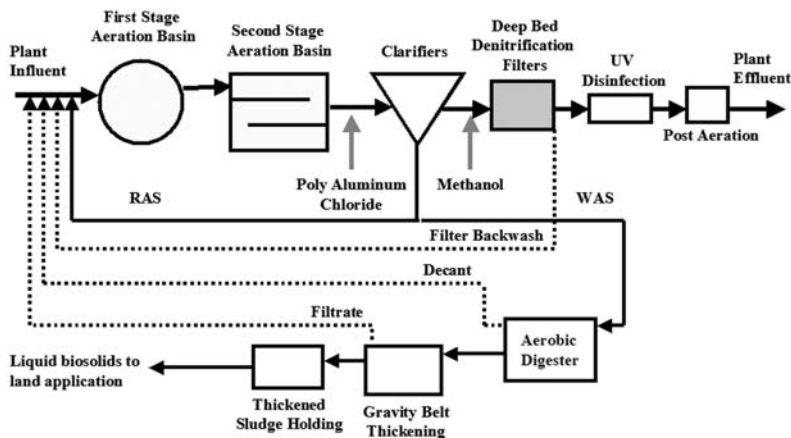 First Stage
Aeration Basin
Second Stage
Aeration Basin
Clarifiers
Deep Bed
Denitrification
Filters
UV
Disinfection
Plant
Effluent
Plant
Influent
Post Aeration
Poly Aluminum
Chloride
Methanol
RAS
WAS
Filter Backwash
Decant
Filtrate
Aerobic
Digester
Liquid biosolids to
land application
Thickened
Sludge Holding
Gravity Belt
Thickening